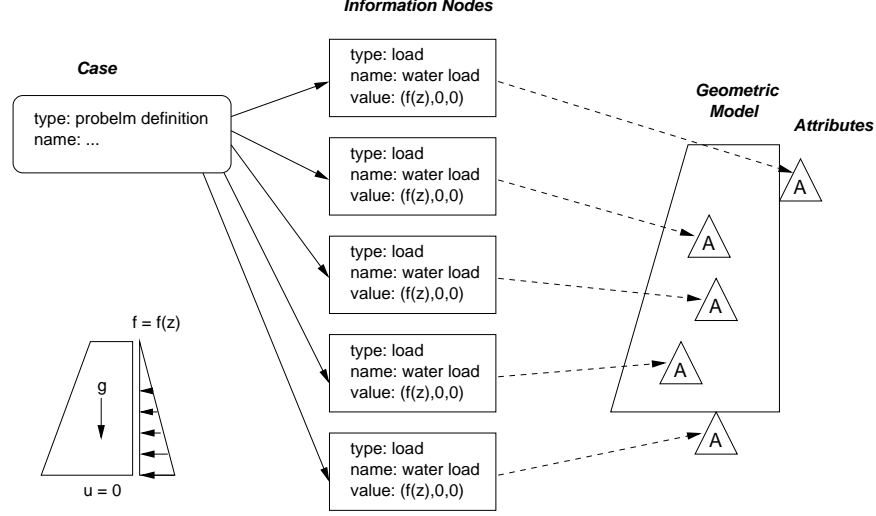 Information Nodes
Case
type: probelm definition
name: ...
type: load
name: water load
value: (f(z),0,0)
type: load
name: water load
value: (f(z),0,0)
type: load
name: water load
value: (f(z),0,0)
type: load
name: water load
value: (f(z),0,0)
type: load
name: water load
value: (f(z),0,0)
Geometric
Model
Attributes
A
A
A
A
A
f = f(z)
g
u = 0